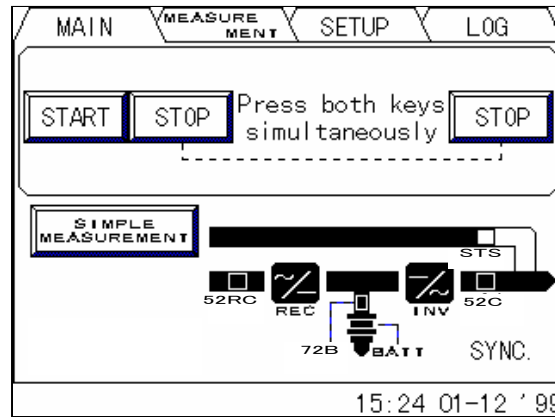 MAIN
MEASURE
MENT
SETUP
LOG
START
STOP
Press both keys
simultaneously
STOP
SIMPLE
MEASUREMENT
STS
52RC
REC
INV
52C
72B
BATT
SYNC.
15:24 01-12 '99